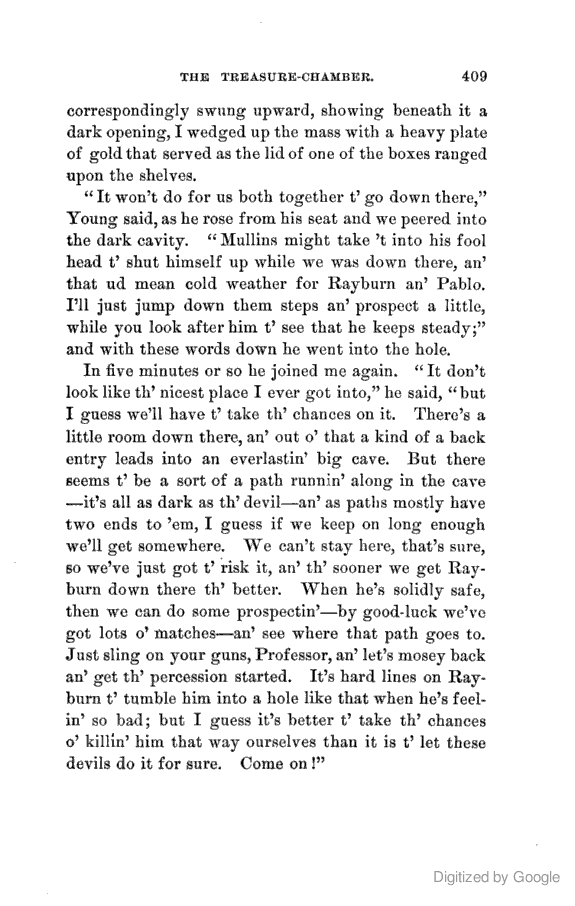 THE TREASURE-CHAMBER. 409
correspondingly swung upward, showing beneath it a
dark opening, I wedged up the mass with a heavy plate
of gold that served as the lid of one of the boxes ranged
upon the shelves.
“It won’t do for us both together t’ go down there,”
Young said, as he rose from his seat and we peered into
the dark cavity. “Mullins might take ’t into his fool
head t’ shut himself up while we was down there, an’
that ud mean cold weather for Rayburn an’ Pablo.
I’ll just jump down them steps an’ prospect a little,
while you look after him t’ see that he keeps steady;”
and with these words down he went into the hole.
In five minutes or so he joined me again. “It don’t
look like th’ nicest place I ever got into,” he said, “but
I guess we’ll have t’ take th’ chances on it. There’s a
little room down there, an’ out o’ that a kind of a back
entry leads into an everlastin’ big cave. But there
seems t’ be a sort of a path runnin’ along in the cave
—it’s all as dark as th’ devil—an’ as paths mostly have
two ends to ’em, I guess if we keep on long enough
we’ll get somewhere. We can’t stay here, that’s sure,
so we’ve just got t’ risk it, an’ th’ sooner we get Ray-
burn down there th’ better. When he’s solidly safe,
then we can do some prospectin’—by good-luck we’ve
got lots o’ matches—an’ see where that path goes to.
Just sling on your guns, Professor, an’ let’s mosey back
an’ get th’ percession started. It’s hard lines on Ray-
burn t’ tumble him into a hole like that when he’s feel-
in’ so bad; but I guess it’s better t’ take th’ chances
o’ killin’ him that way ourselves than it is t’ let these
devils do it for sure. Come on!”
Digitized by Google